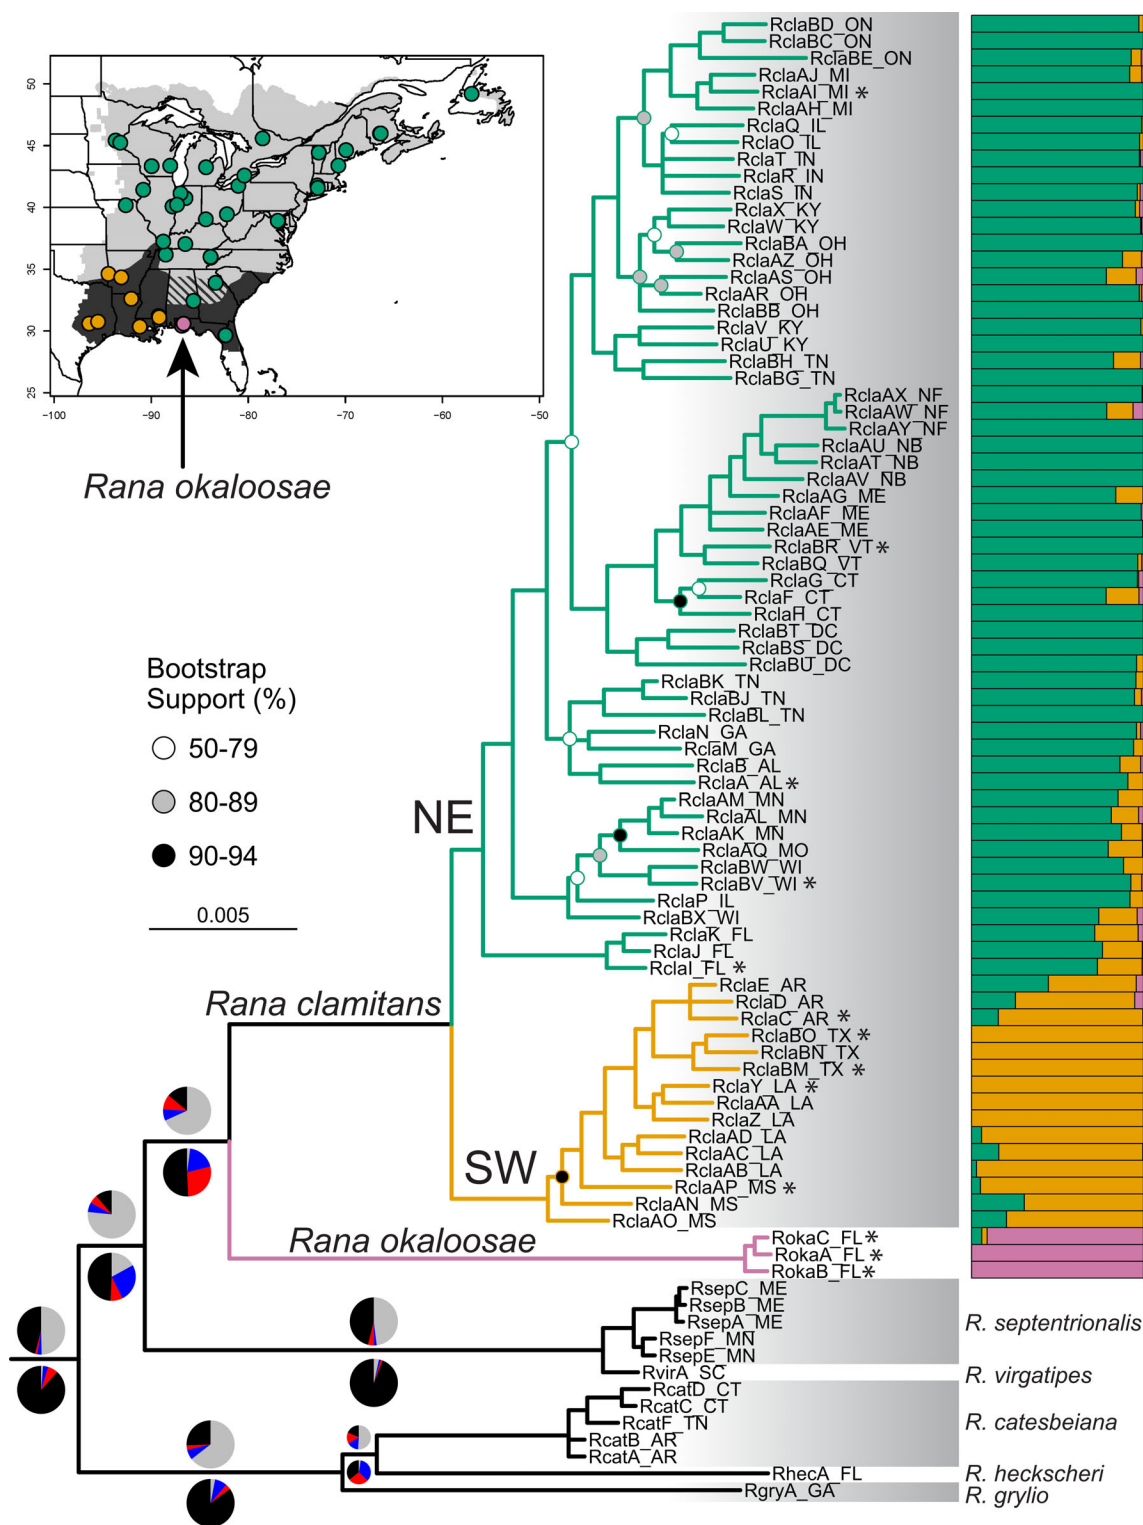 50
45
40
35
30
25
-100
-90
-80
-70
-60
-50
Rana okaloosae
Bootstrap
Support (%)
50-79
80-89
90-94
0.005
NE
SW
Rana clamitans
Rana okaloosae
RclaBD_ON
RclaBC_ON
RclaBE_ON
RclaAJ_MI
RclaAI_MI *
RclaAH_MI
RclaQ_IL
RclaO_IL
RclaT_TN
RclaR_IN
RclaS_IN
RclaX_KY
RclaW_KY
RclaBA_OH
RclaAZ_OH
RclaAS_OH
RclaAR_OH
RclaBB_OH
RclaV_KY
RclaU_KY
RclaBH_TN
RclaBG_TN
RclaAX_NF
RclaAW_NF
RclaAY_NF
RclaAU_NB
RclaAT_NB
RclaAV_NB
RclaAG_ME
RclaAF_ME
RclaAE_ME
RclaBR_VT *
RclaBQ_VT
RclaG_CT
RclaF_CT
RclaH_CT
RclaBT_DC
RclaBS_DC
RclaBU_DC
RclaBK_TN
RclaBJ_TN
RclaBL_TN
RclaN_GA
RclaM_GA
RclaB_AL
RclaA_AL *
RclaAM_MN
RclaAL_MN
RclaAK_MN
RclaAQ_MO
RclaBW_WI
RclaBV_WI *
RclaP_IL
RclaBX_WI
RclaK_FL
RclaJ_FL
RclaI_FL *
RclaE_AR
RclaD_AR
RclaC_AR *
RclaBO_TX *
RclaBN_TX
RclaBM_TX *
RclaY_LA *
RclaAA_LA
RclaZ_LA
RclaAD_LA
RclaAC_LA
RclaAB_LA
RclaAP_MS *
RclaAN_MS
RclaAO_MS
RokaC_FL *
RokaA_FL *
RokaB_FL *
RsepC_ME
RsepB_ME
RsepA_ME
RsepF_MN
RsepE_MN
RvirA_SC
RcatD_CT
RcatC_CT
RcatF_TN
RcatB_AR
RcatA_AR
RhecA_FL
RgryA_GA
R. septentrionalis
R. virgatipes
R. catesbeiana
R. heckscheri
R. grylio